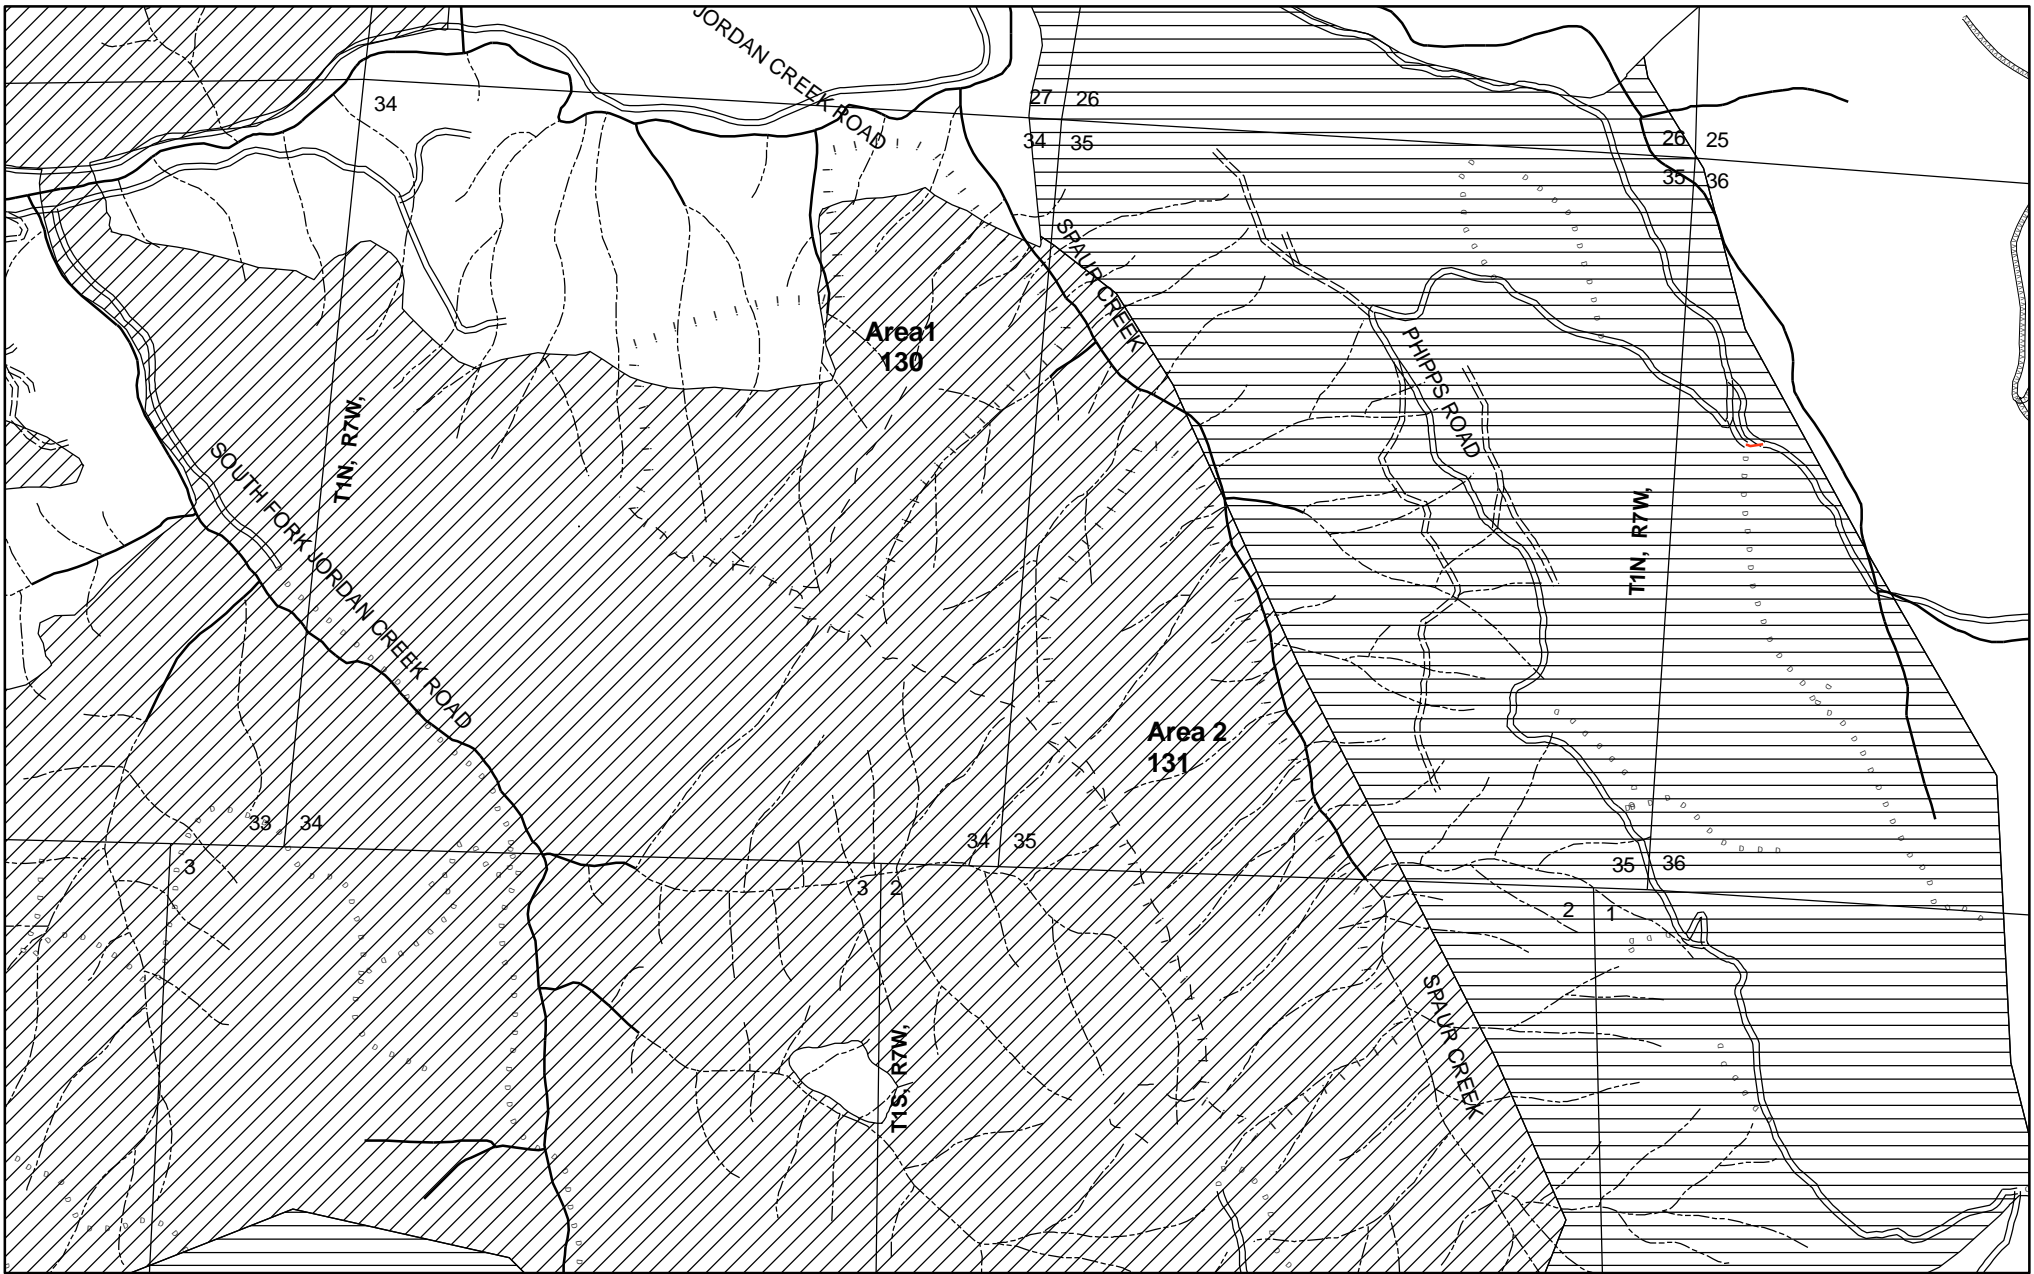 JORDAN CREEK ROAD
34
27 26
34 35
26 25
35 36
SPAUR CREEK
Area1
130
PHIPPS ROAD
T1N, R7W,
SOUTH FORK JORDAN CREEK ROAD
T1N, R7W,
Area 2
131
33 34
34 35
35 36
3
3 2
2 1
SPAUR CREEK
T1S, R7W,